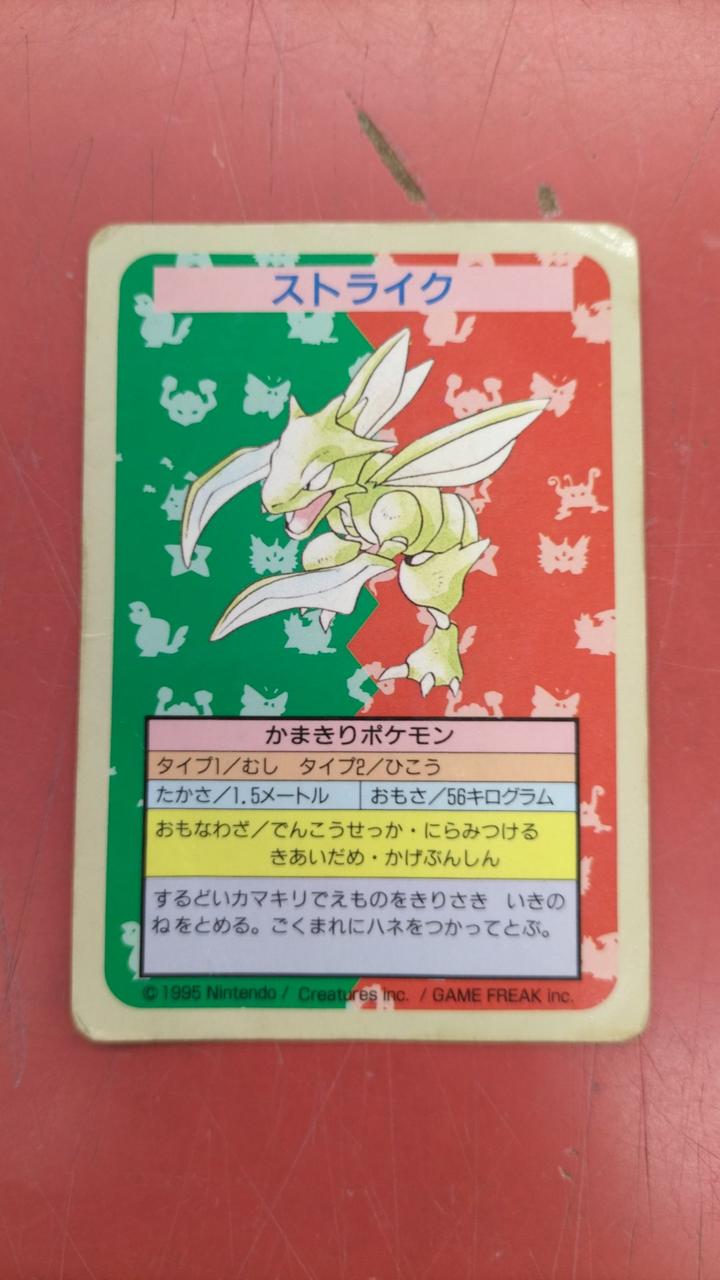 ストライク
かまきりポケモン
タイプ1/むし　タイプ2/ひこう
たかさ/1.5メートル　おもさ/56キログラム
おもなわざ/でんこうせっか・にらみつける
きあいだめ・かげぶんしん
するどいカマキリでえものをきりさき　いきの
ねをとめる。ごくまれにハネをつかってとぶ。
© 1995 Nintendo / Creatures inc. / GAME FREAK inc.